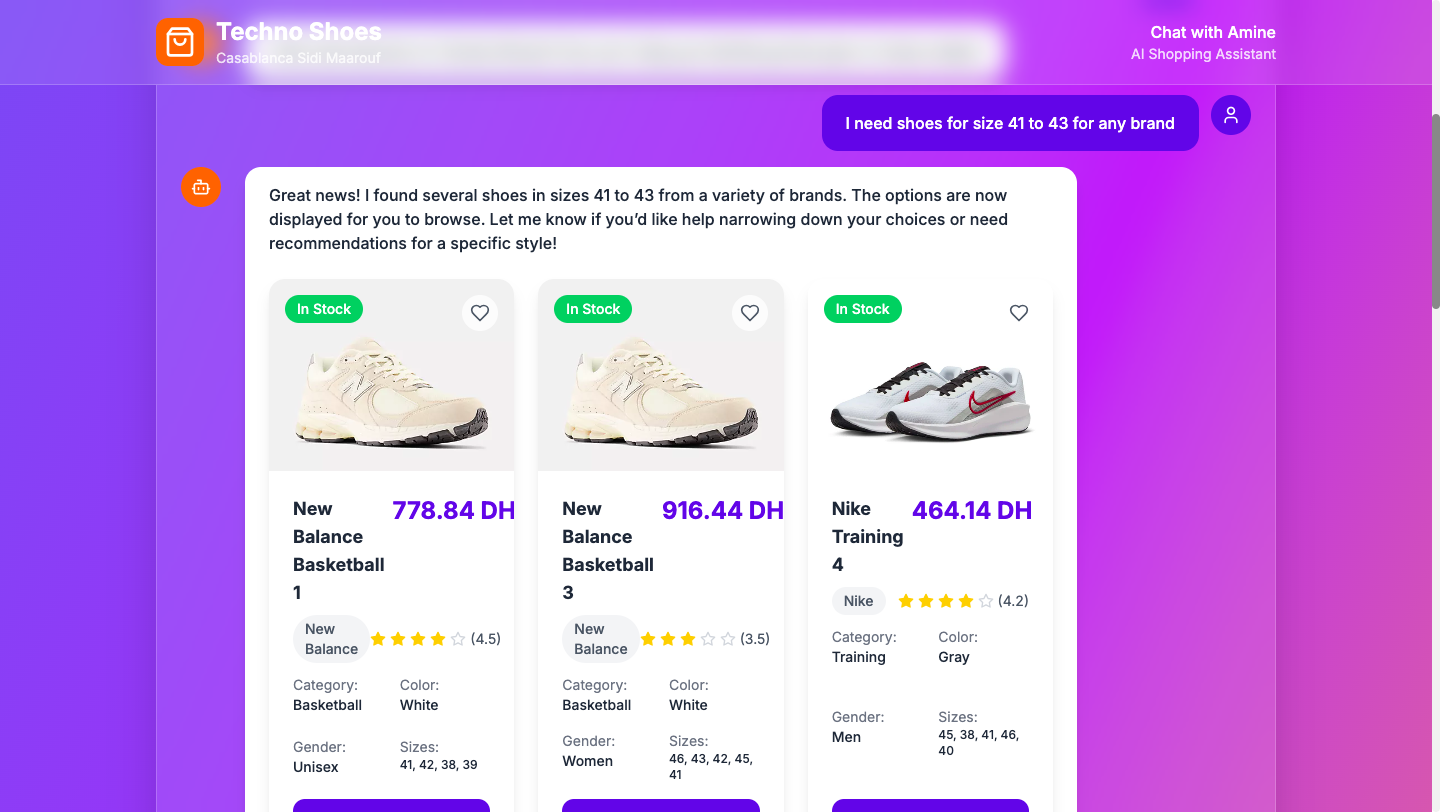 Techno Shoes
Casablanca Sidi Maarouf
Chat with Amine
AI Shopping Assistant
I need shoes for size 41 to 43 for any brand
Great news! I found several shoes in sizes 41 to 43 from a variety of brands. The options are now
displayed for you to browse. Let me know if you’d like help narrowing down your choices or need
recommendations for a specific style!
In Stock
New
Balance
Basketball
1
778.84 DH
New
Balance
(4.5)
Category:
Basketball
Color:
White
Gender:
Unisex
Sizes:
41, 42, 38, 39
In Stock
New
Balance
Basketball
3
916.44 DH
New
Balance
(3.5)
Category:
Basketball
Color:
White
Gender:
Women
Sizes:
46, 43, 42, 45,
41
In Stock
Nike
Training
4
464.14 DH
Nike
(4.2)
Category:
Training
Color:
Gray
Gender:
Men
Sizes:
45, 38, 41, 46,
40